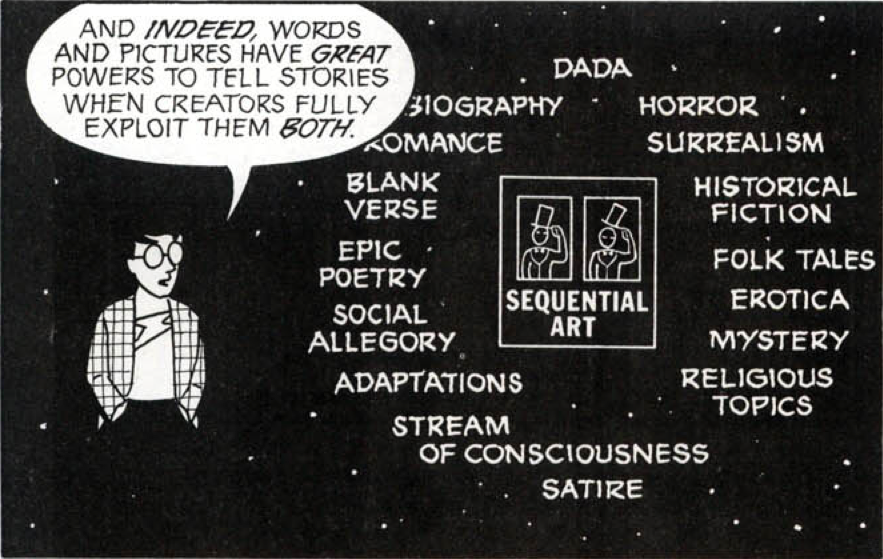 AND INDEED, WORDS
AND PICTURES HAVE GREAT
POWERS TO TELL STORIES
WHEN CREATORS FULLY
EXPLOIT THEM BOTH.
DADA
BIOGRAPHY
HORROR
ROMANCE
SURREALISM
BLANK
VERSE
HISTORICAL
FICTION
EPIC
POETRY
FOLK TALES
SOCIAL
ALLEGORY
EROTICA
MYSTERY
SEQUENTIAL
ART
ADAPTATIONS
RELIGIOUS
TOPICS
STREAM
OF CONSCIOUSNESS
SATIRE